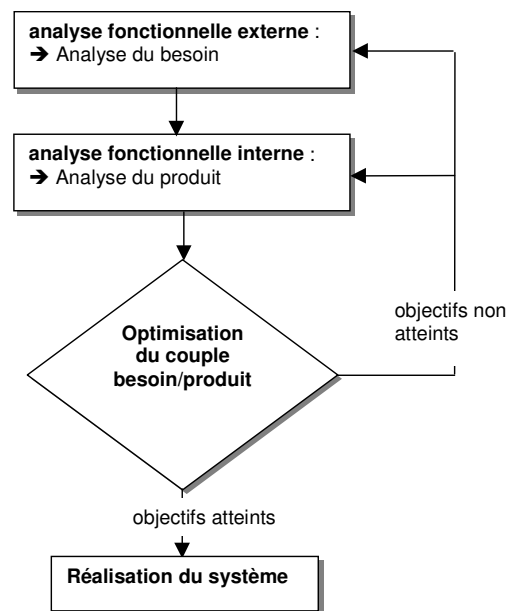 analyse fonctionnelle externe :
➔ Analyse du besoin
analyse fonctionnelle interne :
➔ Analyse du produit
Optimisation
du couple
besoin/produit
objectifs non
atteints
objectifs atteints
Réalisation du système